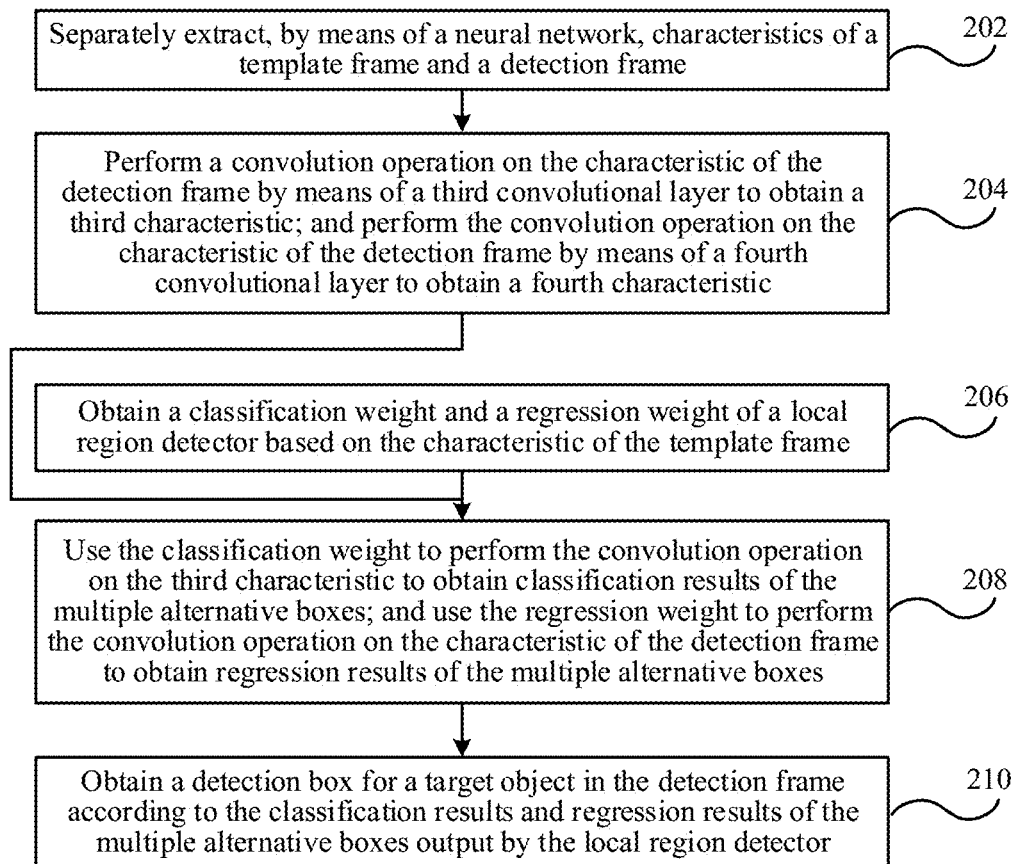 Separately extract, by means of a neural network, characteristics of a
template frame and a detection frame
202
Perform a convolution operation on the characteristic of the
detection frame by means of a third convolutional layer to obtain a
third characteristic; and perform the convolution operation on the
characteristic of the detection frame by means of a fourth
convolutional layer to obtain a fourth characteristic
204
Obtain a classification weight and a regression weight of a local
region detector based on the characteristic of the template frame
206
Use the classification weight to perform the convolution operation
on the third characteristic to obtain classification results of the
multiple alternative boxes; and use the regression weight to perform
the convolution operation on the characteristic of the detection frame
to obtain regression results of the multiple alternative boxes
208
Obtain a detection box for a target object in the detection frame
according to the classification results and regression results of the
multiple alternative boxes output by the local region detector
210